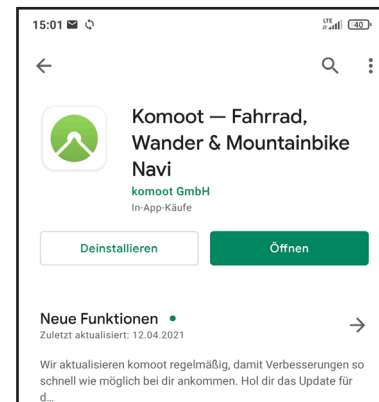 15:01 LTE 40
Komoot — Fahrrad,
Wander & Mountainbike
Navi
komoot GmbH
In-App-Käufe
Deinstallieren Öffnen
Neue Funktionen
Zuletzt aktualisiert: 12.04.2021
Wir aktualisieren komoot regelmäßig, damit Verbesserungen so
schnell wie möglich bei dir ankommen. Hol dir das Update für
d…